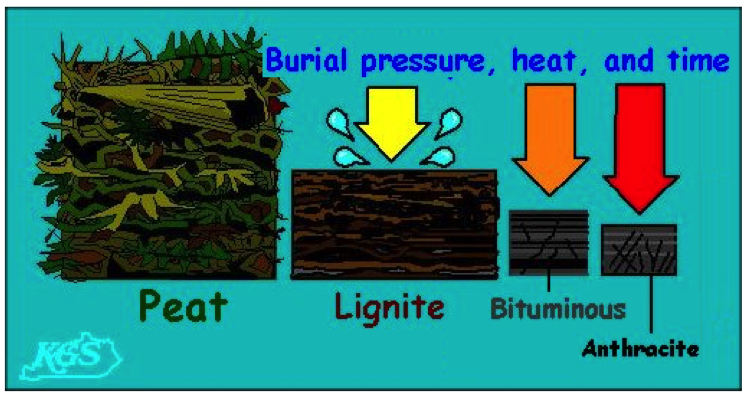 Burial pressure, heat, and time
Peat
Lignite
Bituminous
Anthracite
KGS